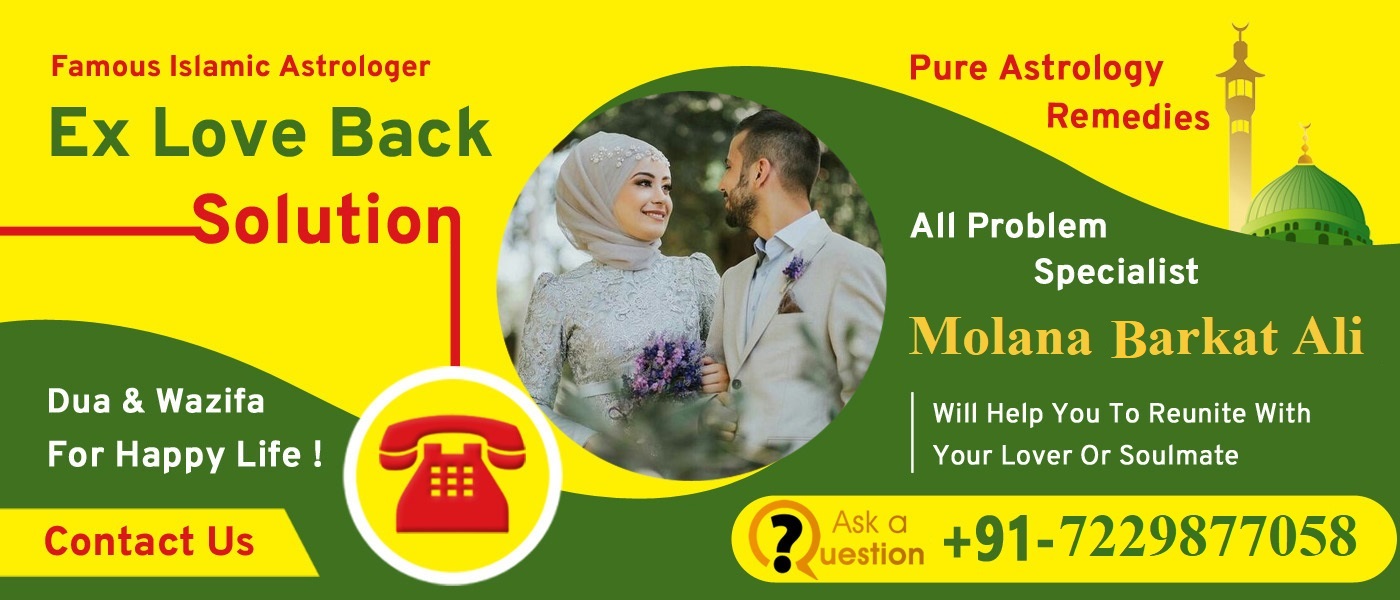 Famous Islamic Astrologer
Ex Love Back
Solution
Dua & Wazifa
For Happy Life !
Contact Us
Pure Astrology
Remedies
All Problem
Specialist
Molana Barkat Ali
Will Help You To Reunite With
Your Lover Or Soulmate
Ask a
Question
+91-7229877058